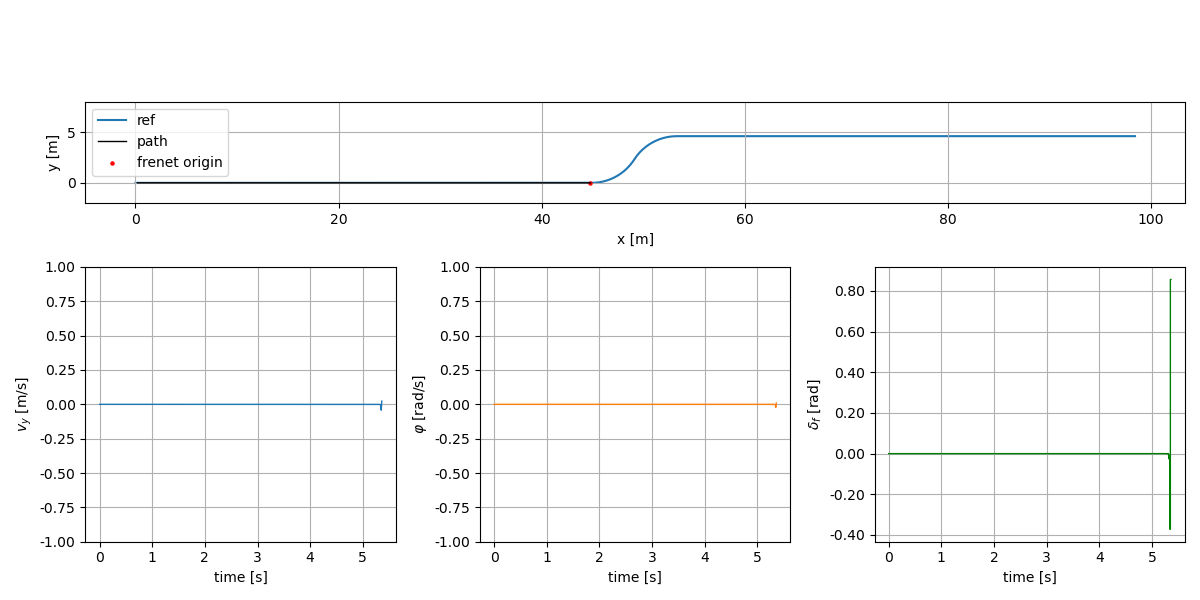 ref
path
frenet origin
y [m]
5
0
0 20 40 60 80 100
x [m]
v_y [m/s]
1.00
0.75
0.50
0.25
0.00
-0.25
-0.50
-0.75
-1.00
0 1 2 3 4 5
time [s]
φ [rad/s]
1.00
0.75
0.50
0.25
0.00
-0.25
-0.50
-0.75
-1.00
0 1 2 3 4 5
time [s]
δ_f [rad]
0.80
0.60
0.40
0.20
0.00
-0.20
-0.40
0 1 2 3 4 5
time [s]